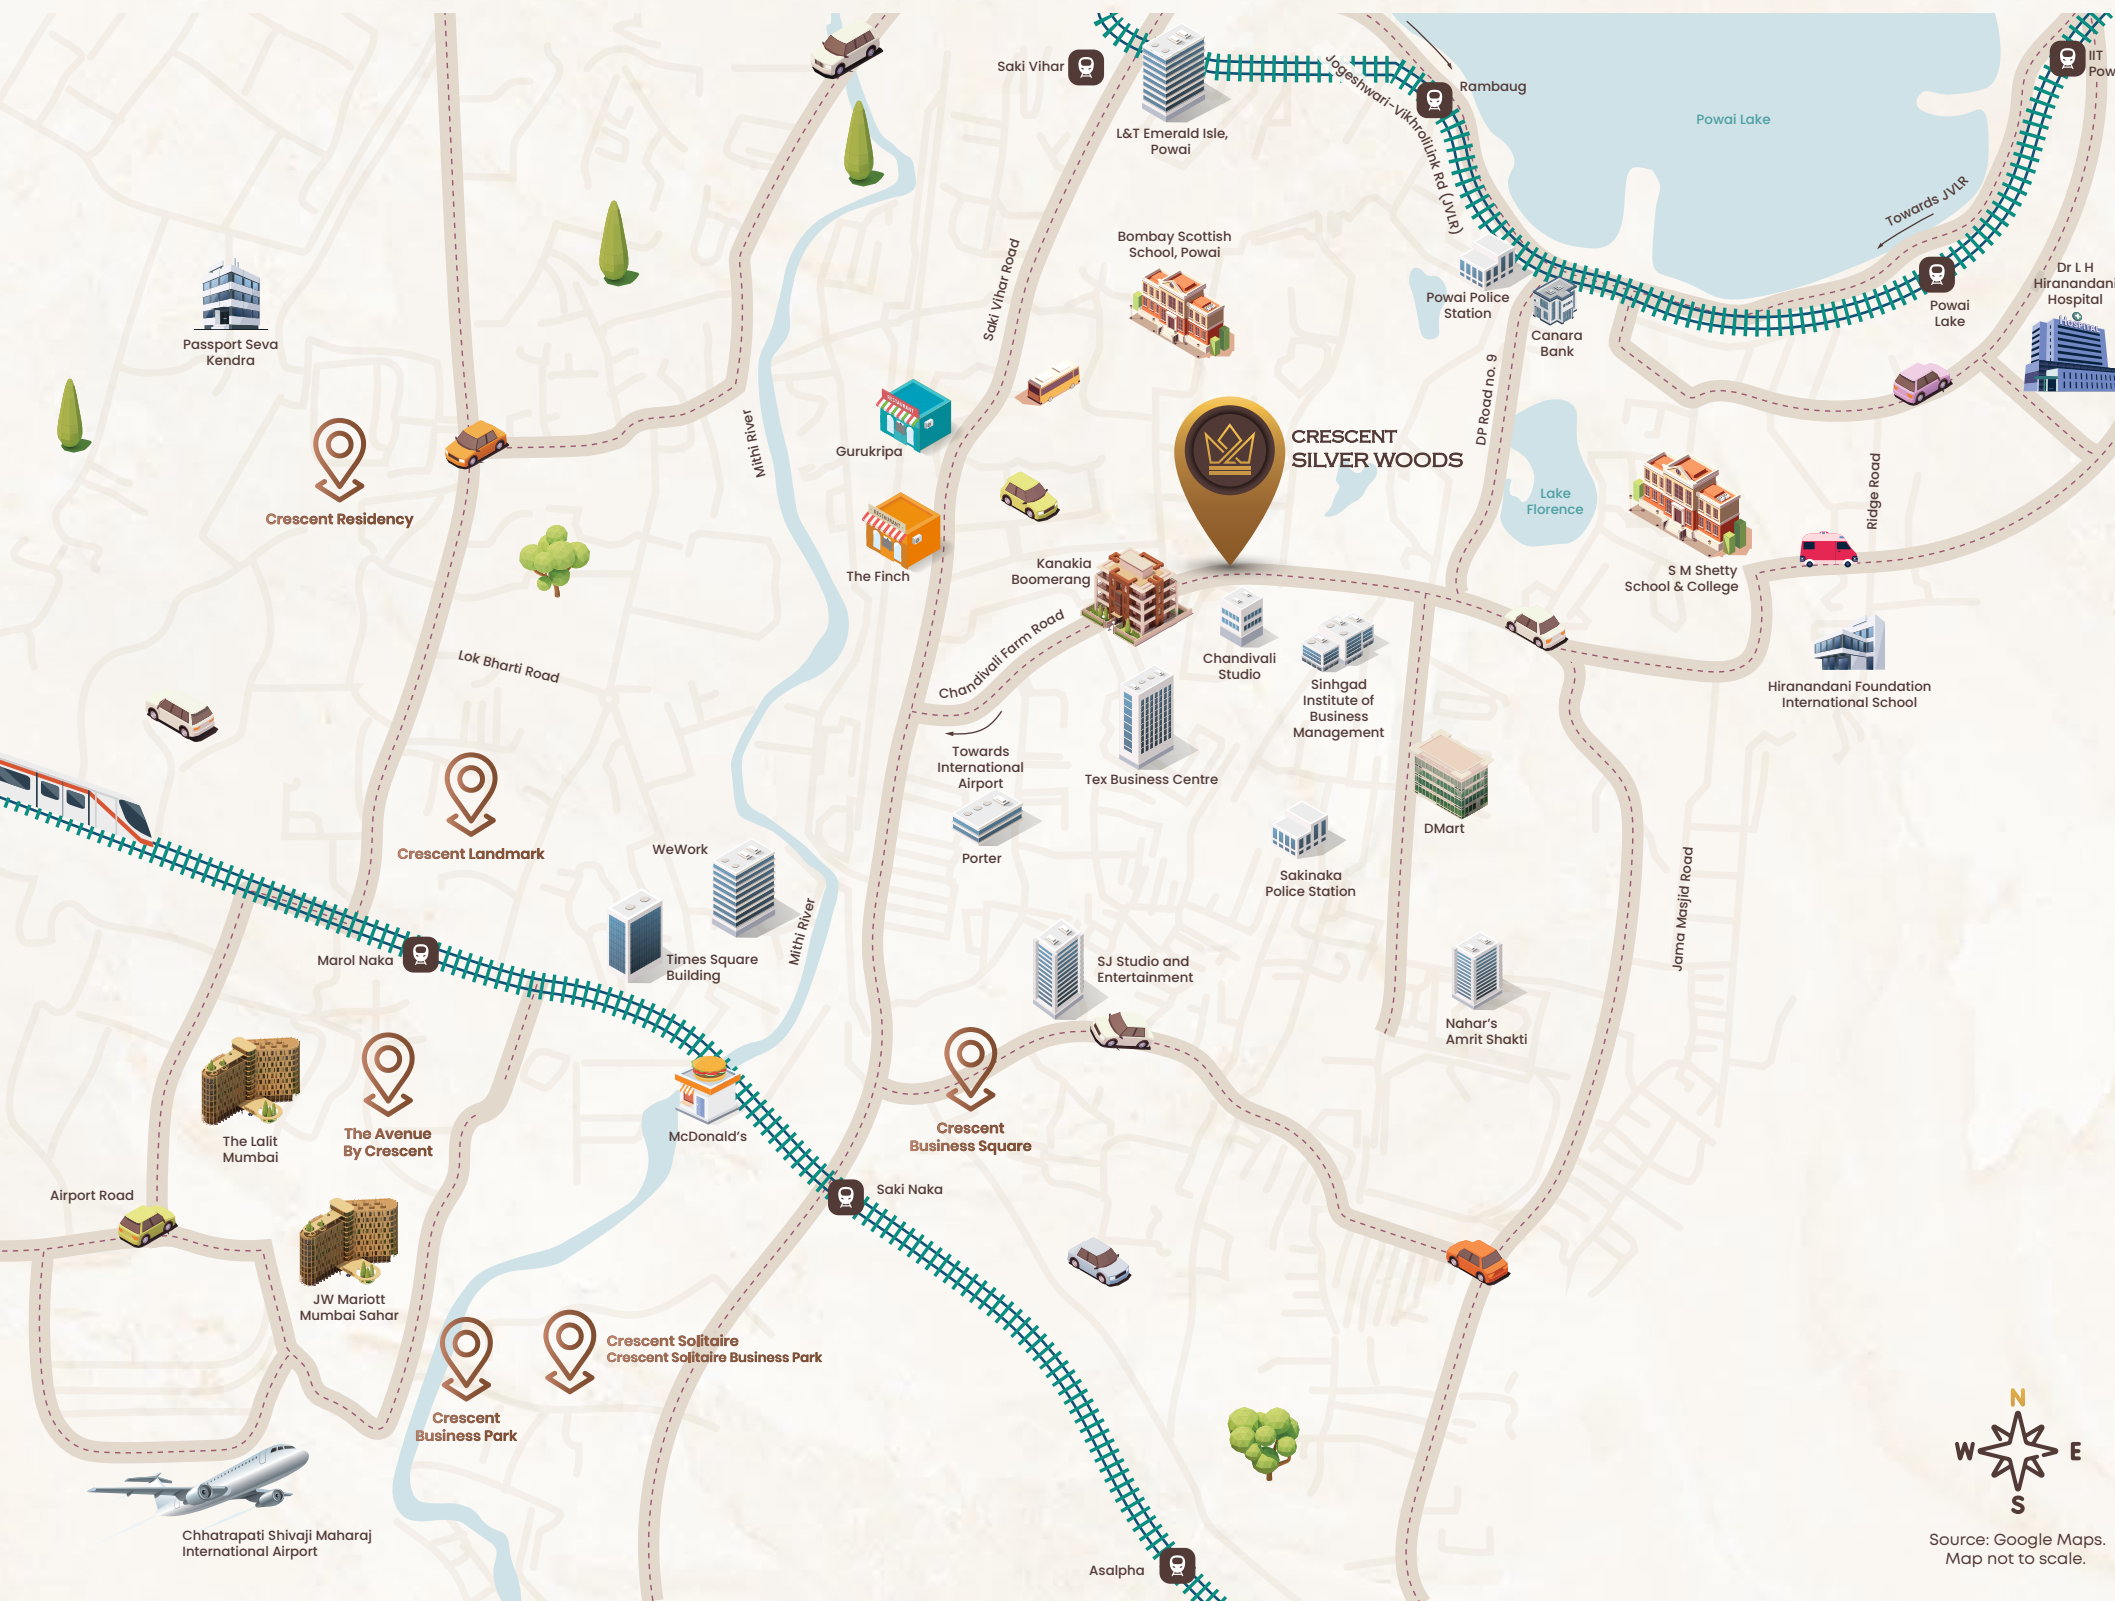 Saki Vihar
L&T Emerald Isle,
Powai
Jogeshwari-VikhroliLink Rd (JVLR)
Rambaug
Powai Lake
IIT
Towards JVLR
Bombay Scottish
School, Powai
Saki Vihar Road
Powai Police
Station
Canara
Bank
Powai
Lake
Dr L H
Hiranandani
Hospital
HOSPITAL
Passport Seva
Kendra
DP Road no. 9
Mithi River
RESTAURANT
Gurukripa
CRESCENT
SILVER WOODS
Lake
Florence
Ridge Road
Crescent Residency
RESTAURANT
The Finch
Kanakia
Boomerang
S M Shetty
School & College
Chandivali Farm Road
Lok Bharti Road
Chandivali
Studio
Sinhgad
Institute of
Business
Management
Hiranandani Foundation
International School
Towards
International
Airport
Tex Business Centre
Porter
DMart
Crescent Landmark
WeWork
Sakinaka
Police Station
Jama Masjid Road
Mithi River
Marol Naka
Times Square
Building
SJ Studio and
Entertainment
Nahar's
Amrit Shakti
The Lalit
Mumbai
The Avenue
By Crescent
McDonald's
Crescent
Business Square
Airport Road
Saki Naka
JW Mariott
Mumbai Sahar
Crescent Solitaire
Crescent Solitaire Business Park
Crescent
Business Park
Chhatrapati Shivaji Maharaj
International Airport
Asalpha
N
W
E
S
Source: Google Maps.
Map not to scale.